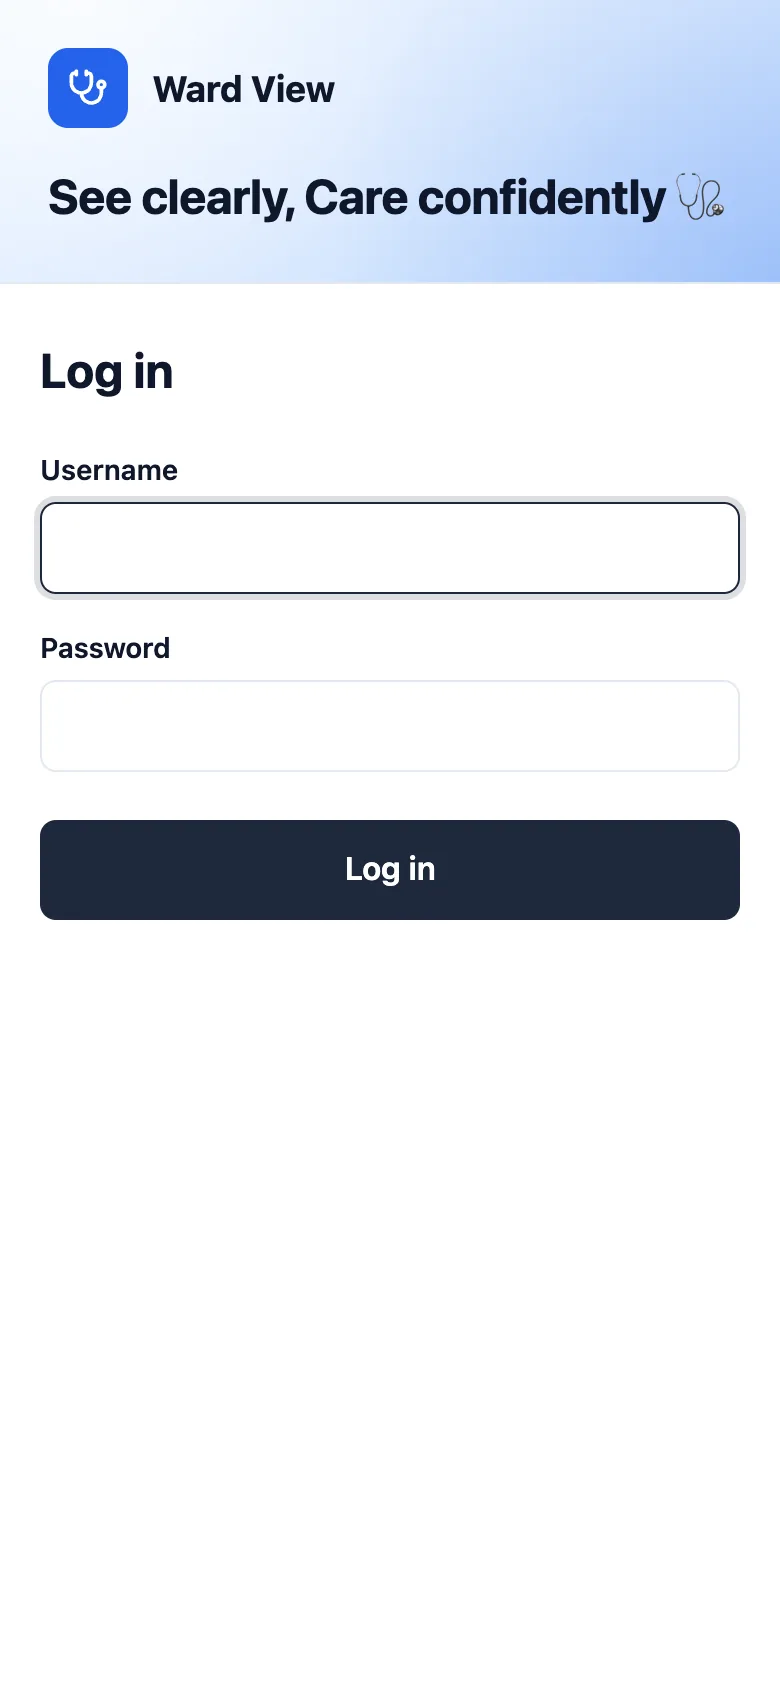 Ward View
See clearly, Care confidently 🩺
Log in
Username
Password
Log in